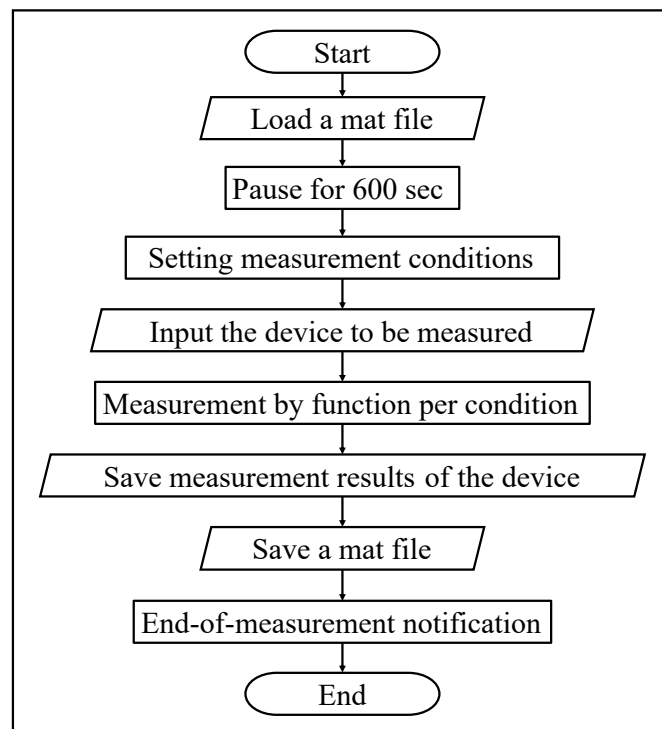 Start
Load a mat file
Pause for 600 sec
Setting measurement conditions
Input the device to be measured
Measurement by function per condition
Save measurement results of the device
Save a mat file
End-of-measurement notification
End